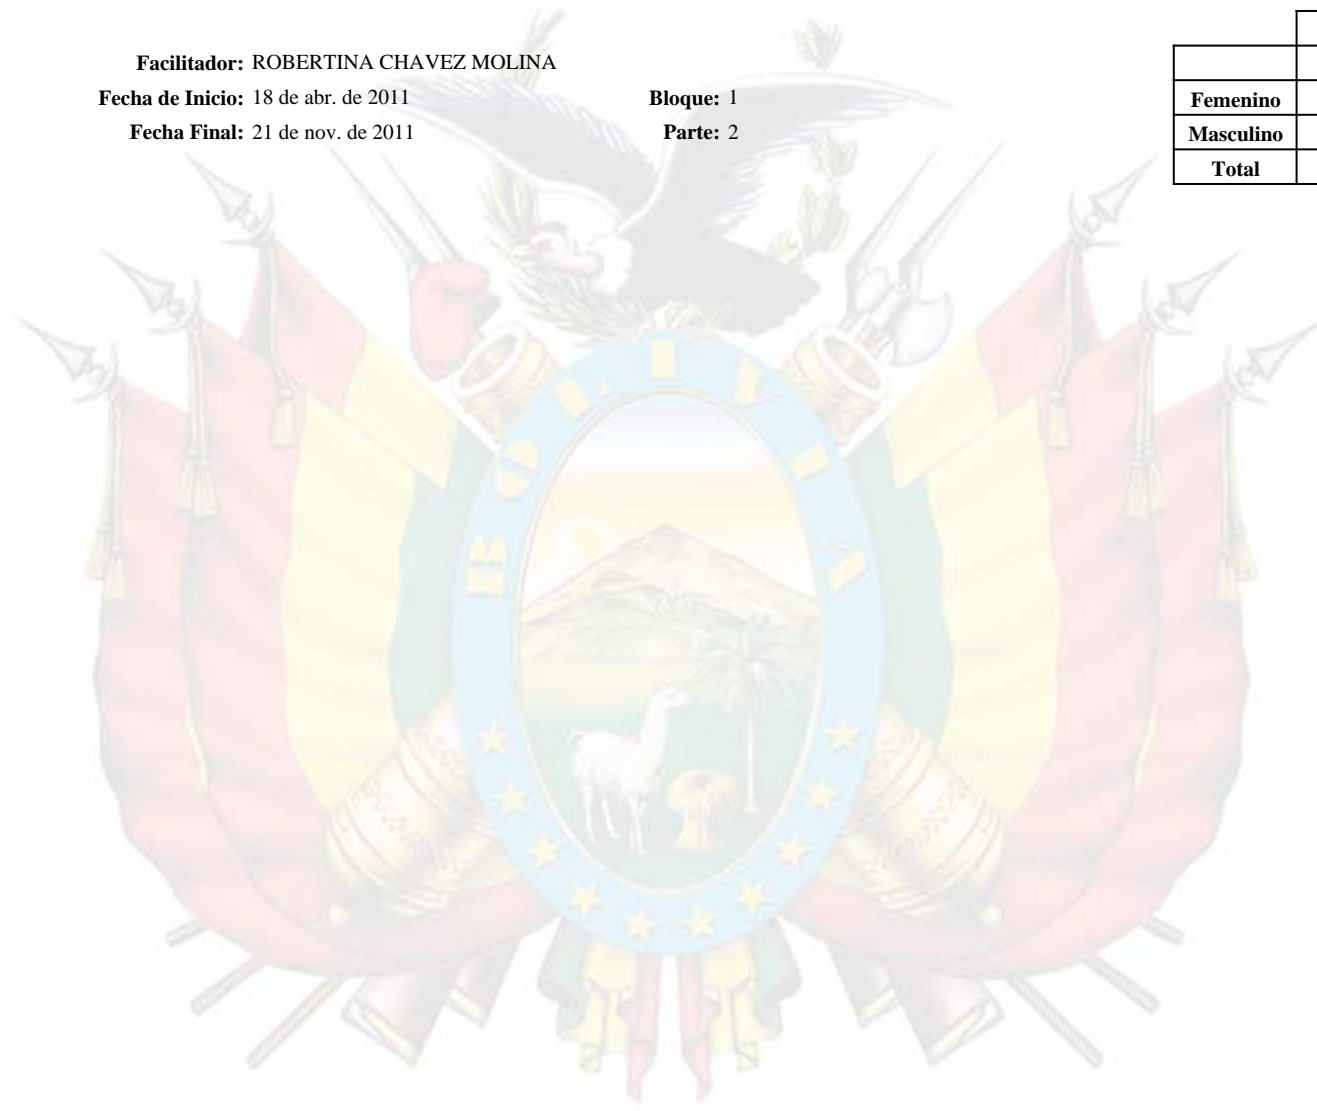 Facilitador: ROBERTINA CHAVEZ MOLINA
Fecha de Inicio: 18 de abr. de 2011 Bloque: 1
Fecha Final: 21 de nov. de 2011 Parte: 2
Femenino
Masculino
Total
BOLIVIA